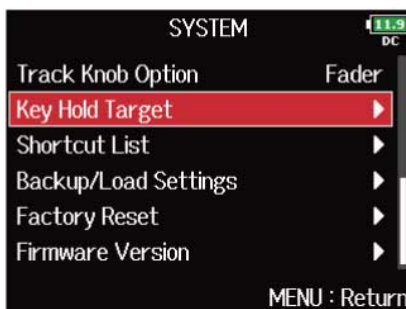 SYSTEM
11.9
DC
Track Knob Option Fader
Key Hold Target
Shortcut List
Backup/Load Settings
Factory Reset
Firmware Version
MENU : Return